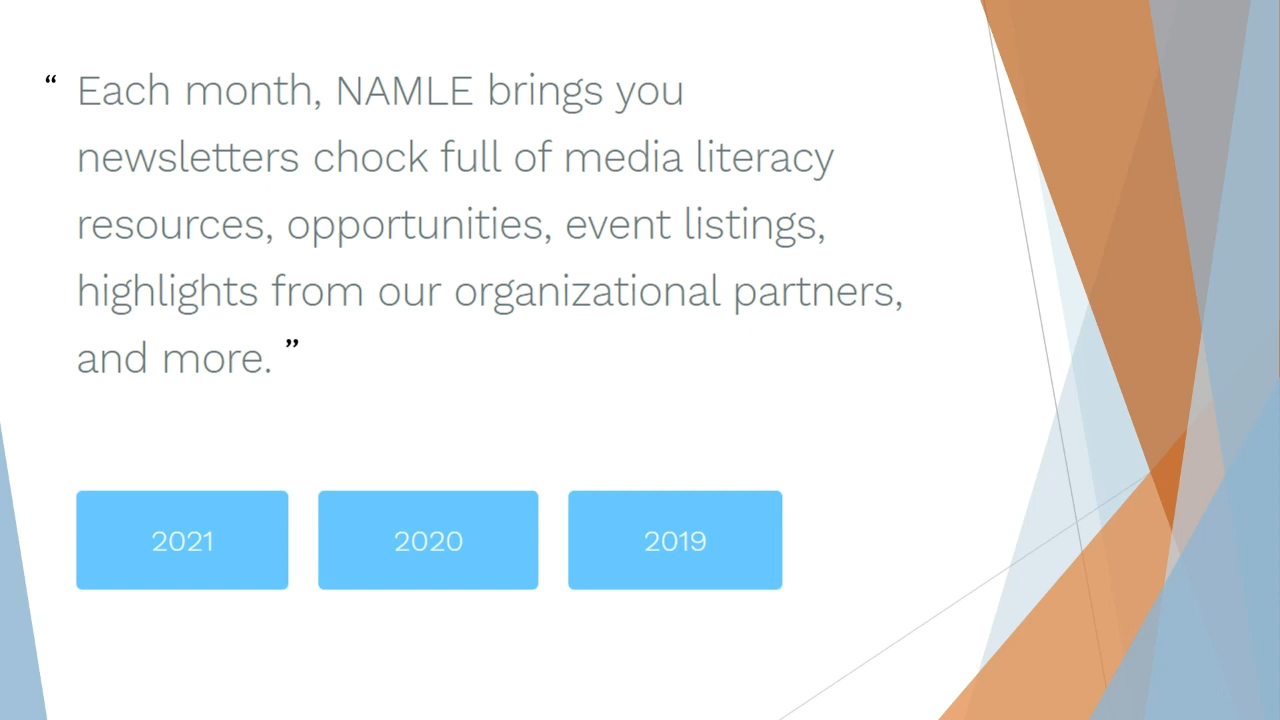 “ Each month, NAMLE brings you
newsletters chock full of media literacy
resources, opportunities, event listings,
highlights from our organizational partners,
and more. ”
2021 2020 2019